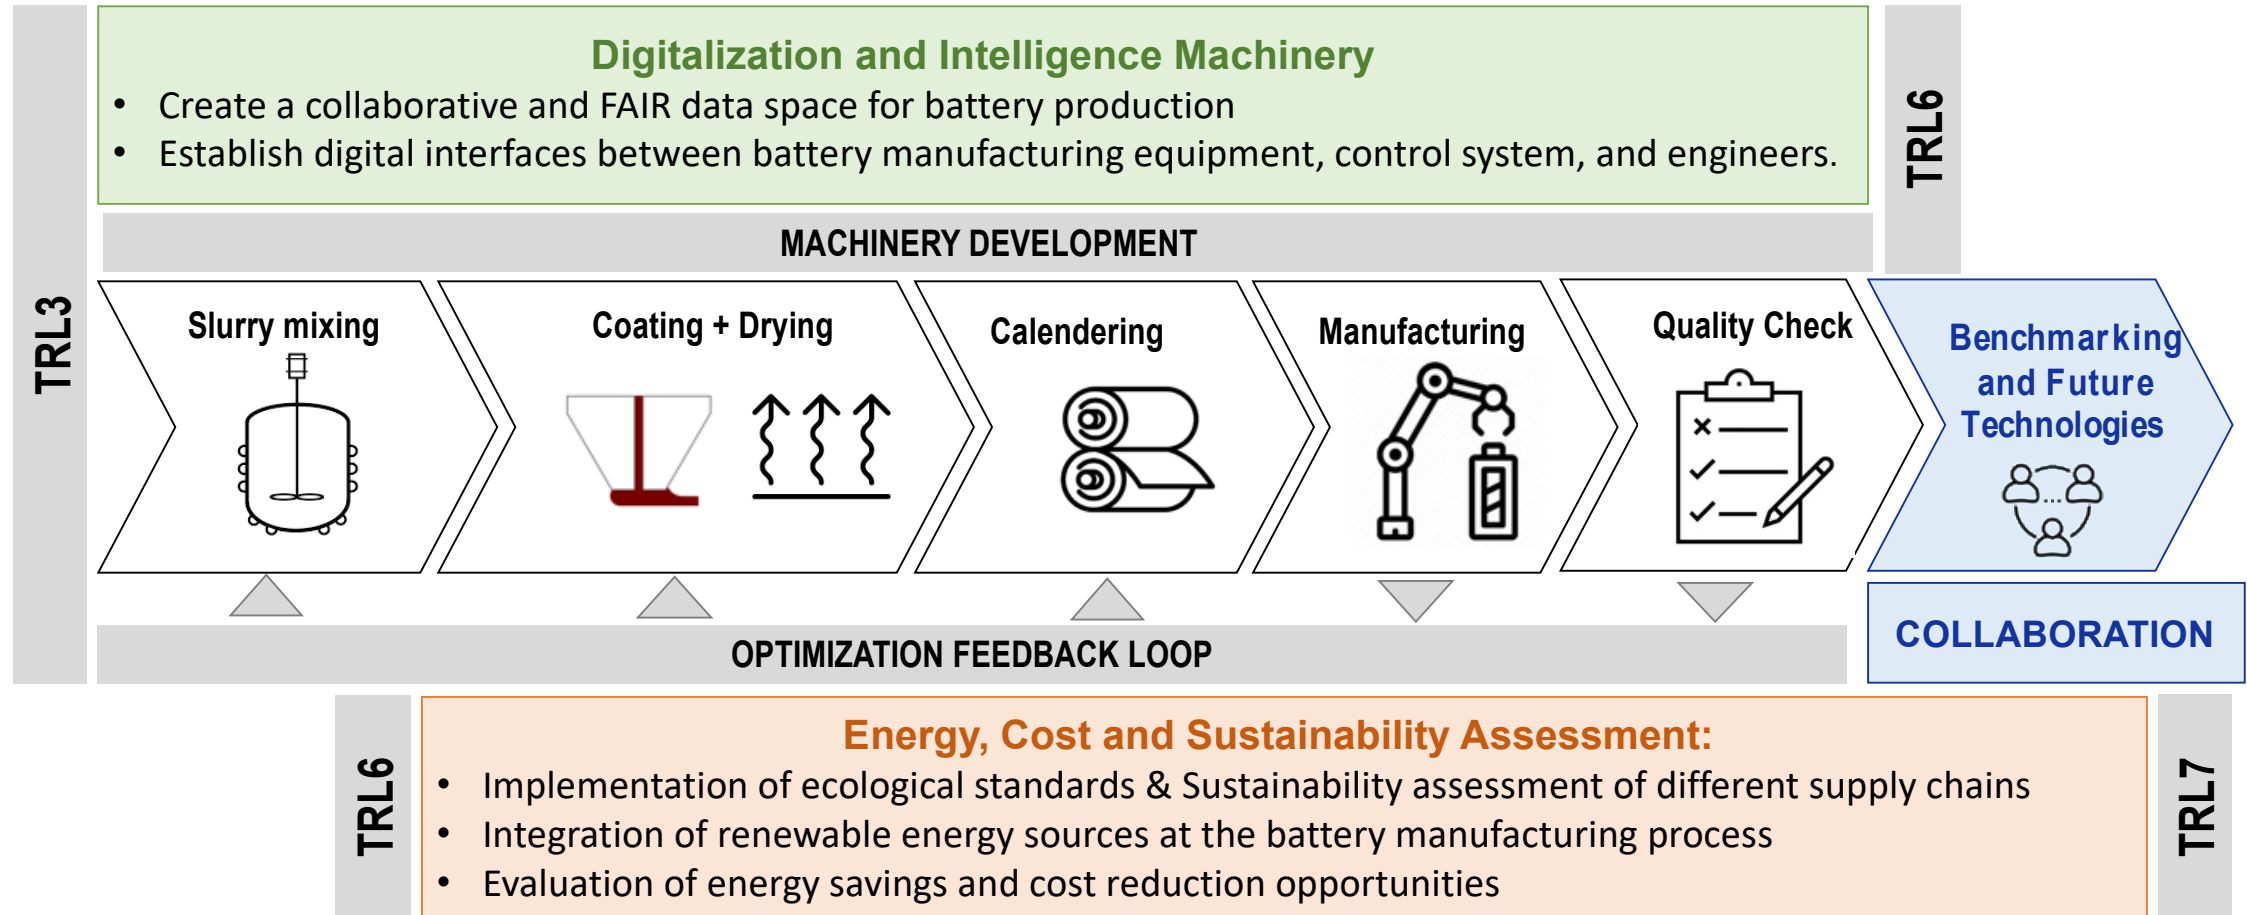 Digitalization and Intelligence Machinery
• Create a collaborative and FAIR data space for battery production
• Establish digital interfaces between battery manufacturing equipment, control system, and engineers.
TRL3
TRL6
MACHINERY DEVELOPMENT
Slurry mixing
Coating + Drying
Calendering
Manufacturing
Quality Check
Benchmarking
and Future
Technologies
...
OPTIMIZATION FEEDBACK LOOP
COLLABORATION
TRL6
Energy, Cost and Sustainability Assessment:
• Implementation of ecological standards & Sustainability assessment of different supply chains
• Integration of renewable energy sources at the battery manufacturing process
• Evaluation of energy savings and cost reduction opportunities
TRL7